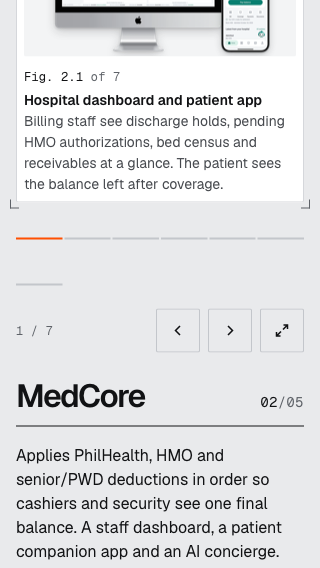 Fig. 2.1 of 7
Hospital dashboard and patient app
Billing staff see discharge holds, pending
HMO authorizations, bed census and
receivables at a glance. The patient sees
the balance left after coverage.
1 / 7
MedCore
02/05
Applies PhilHealth, HMO and
senior/PWD deductions in order so
cashiers and security see one final
balance. A staff dashboard, a patient
companion app and an AI concierge.